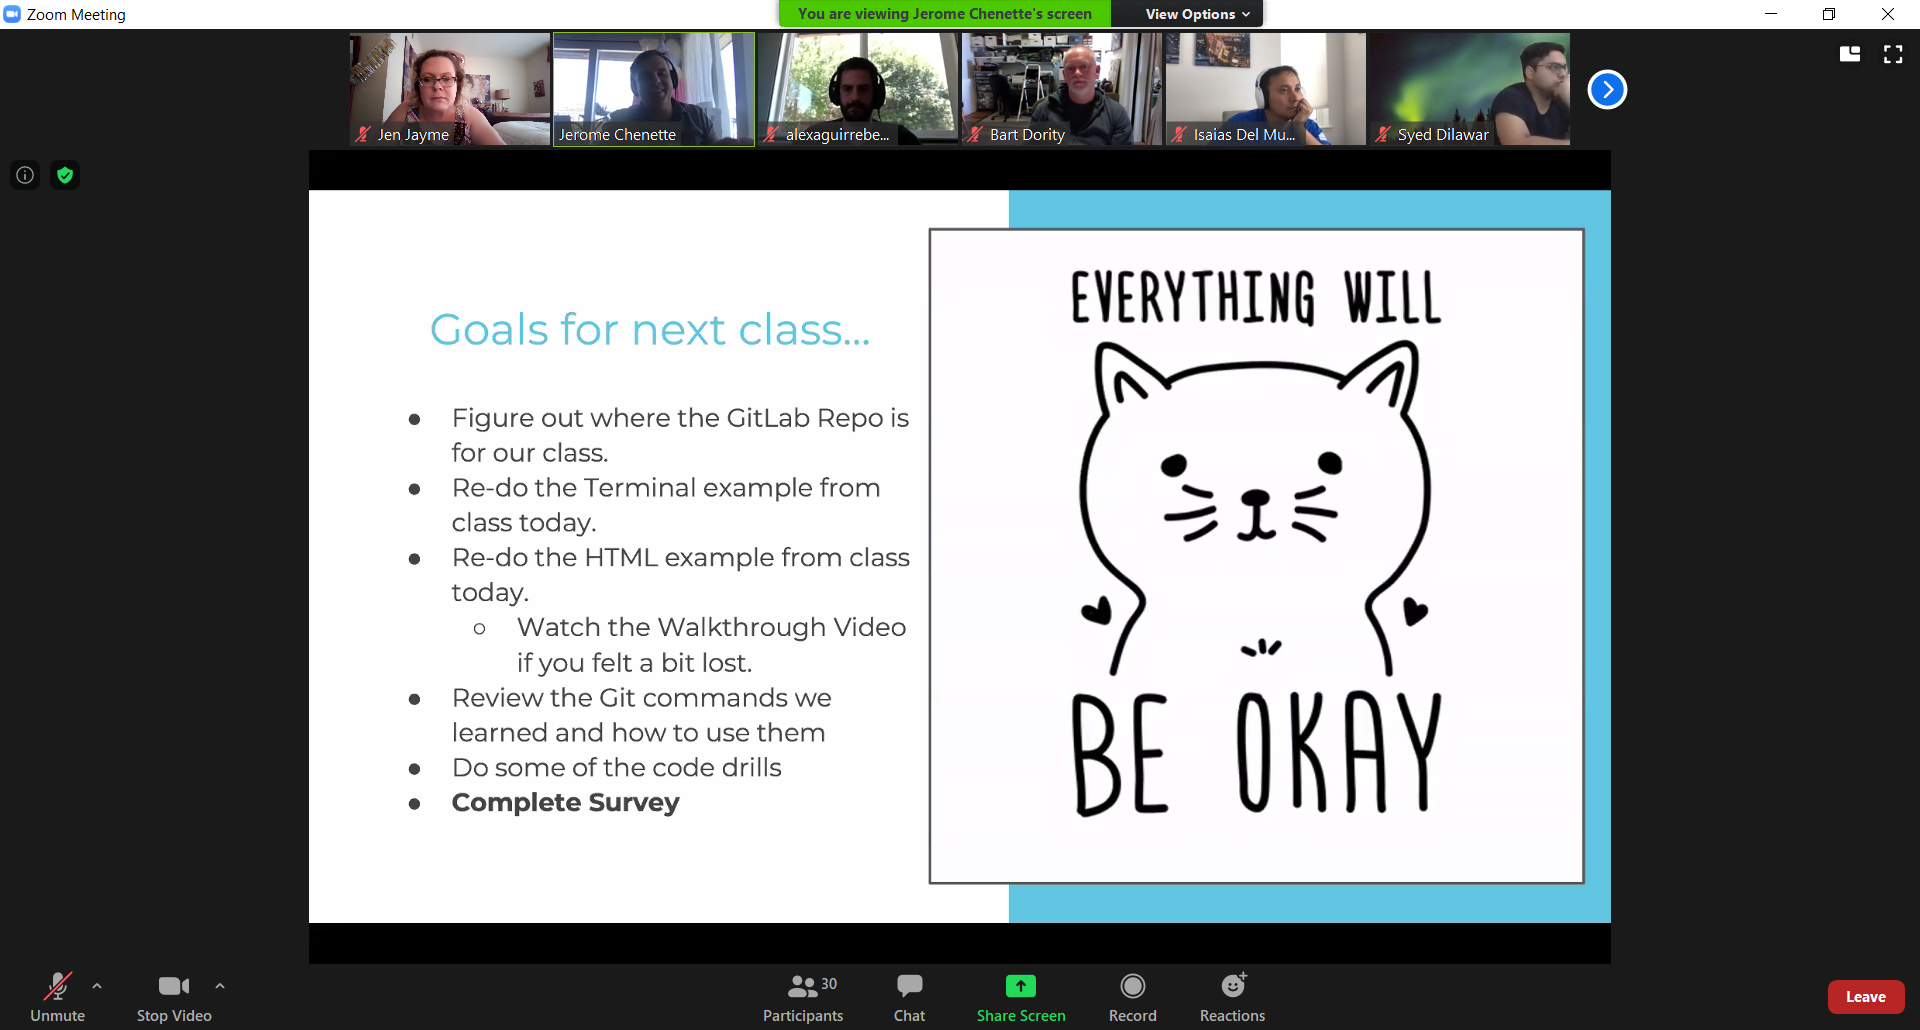 Zoom Meeting
You are viewing Jerome Chenette's screen
View Options
Jen Jayme
Jerome Chenette
alexaguirrebe...
Bart Dority
Isaias Del Mu...
Syed Dilawar
Goals for next class...
● Figure out where the GitLab Repo is
for our class.
● Re-do the Terminal example from
class today.
● Re-do the HTML example from class
today.
○ Watch the Walkthrough Video
if you felt a bit lost.
● Review the Git commands we
learned and how to use them
● Do some of the code drills
● Complete Survey
EVERYTHING WILL
BE OKAY
Unmute
Stop Video
30
Participants
Chat
Share Screen
Record
Reactions
Leave